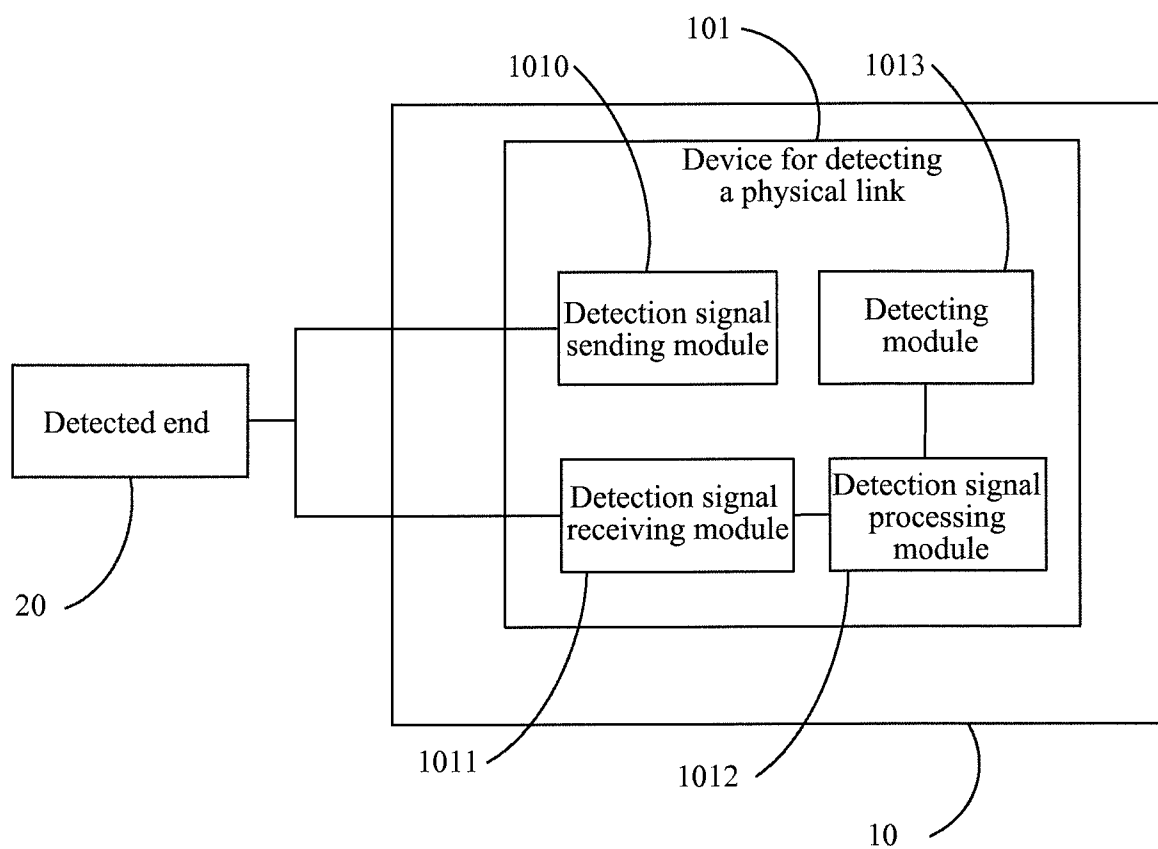 101
1010
1013
Device for detecting
a physical link
Detection signal
sending module
Detecting
module
Detected end
Detection signal
receiving module
Detection signal
processing
module
20
1011
1012
10